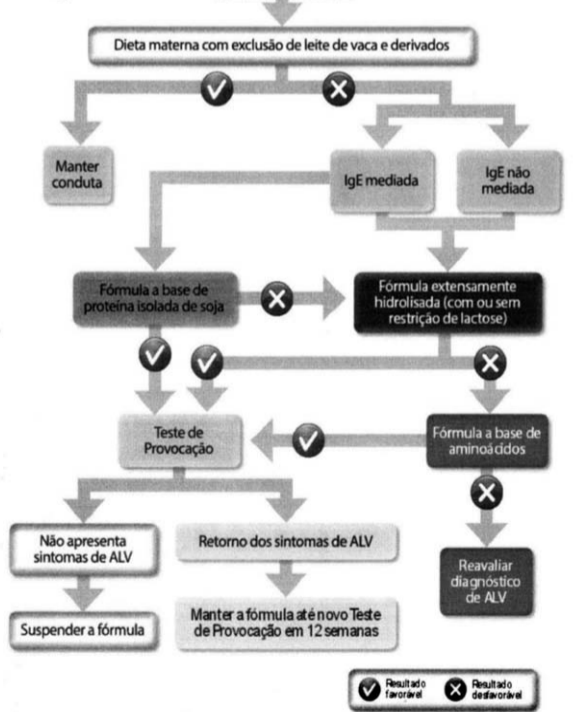 Dieta materna com exclusão de leite de vaca e derivados
Manter
conduta
IgE mediada
IgE não
mediada
Fórmula a base de
proteína isolada de soja
Fórmula extensamente
hidrolisada (com ou sem
restrição de lactose)
Teste de
Provocação
Fórmula a base de
aminoácidos
Não apresenta
sintomas de ALV
Retorno dos sintomas de ALV
Reavaliar
diagnóstico
de ALV
Suspender a fórmula
Manter a fórmula até novo Teste
de Provocação em 12 semanas
Resultado
favorável
Resultado
desfavorável